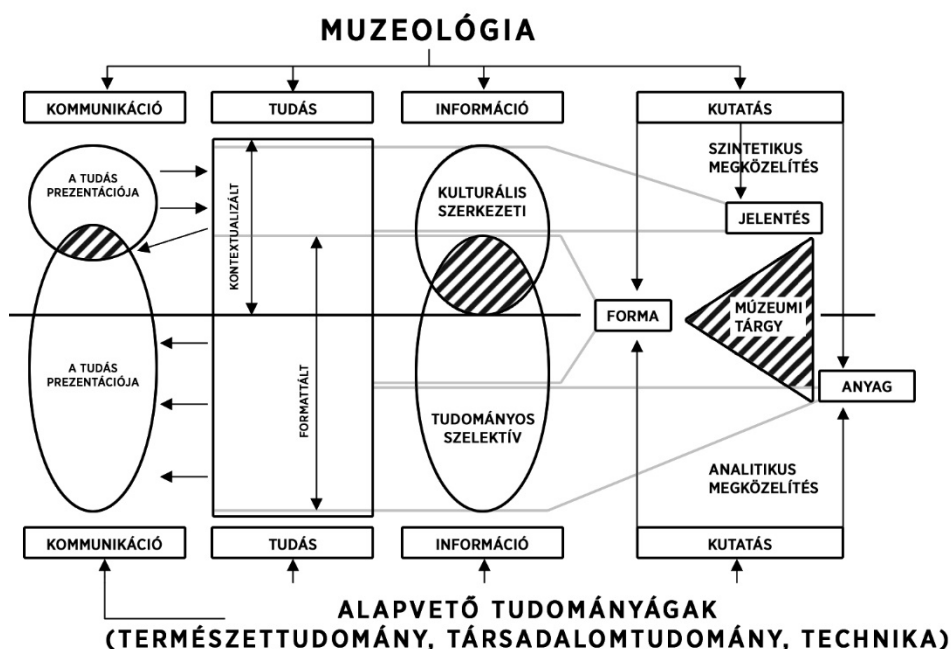 MUZEOLÓGIA
KOMMUNIKÁCIÓ
TUDÁS
INFORMÁCIÓ
KUTATÁS
A TUDÁS
PREZENTÁCIÓJA
KONTEXTUALIZÁLT
KULTURÁLIS
SZERKEZETI
SZINTETIKUS
MEGKÖZELÍTÉS
JELENTÉS
FORMA
MÚZEUMI
TÁRGY
A TUDÁS
PREZENTÁCIÓJA
FORMATTÁLT
TUDOMÁNYOS
SZELEKTÍV
ANYAG
ANALITIKUS
MEGKÖZELÍTÉS
KOMMUNIKÁCIÓ
TUDÁS
INFORMÁCIÓ
KUTATÁS
ALAPVETŐ TUDOMÁNYÁGAK
(TERMÉSZETTUDOMÁNY, TÁRSADALOMTUDOMÁNY, TECHNIKA)